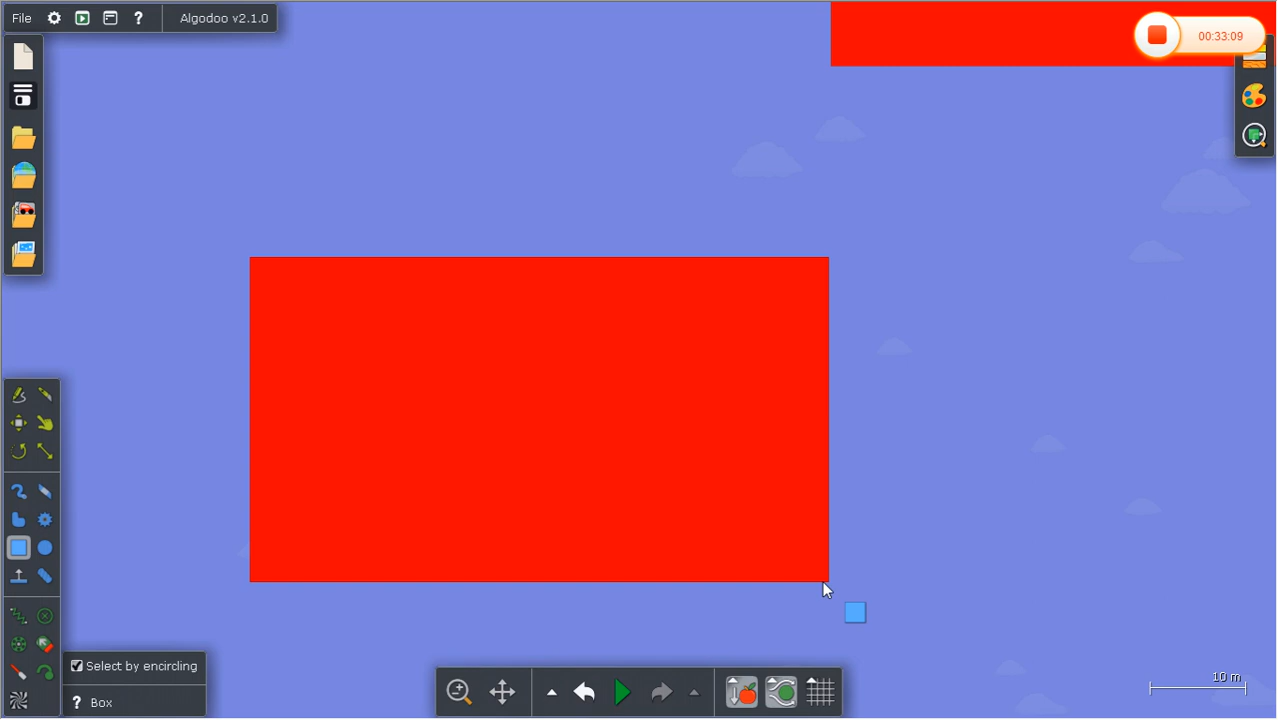 File ? Algodoo v2.1.0
00:33:09
Select by encircling
? Box
10 m